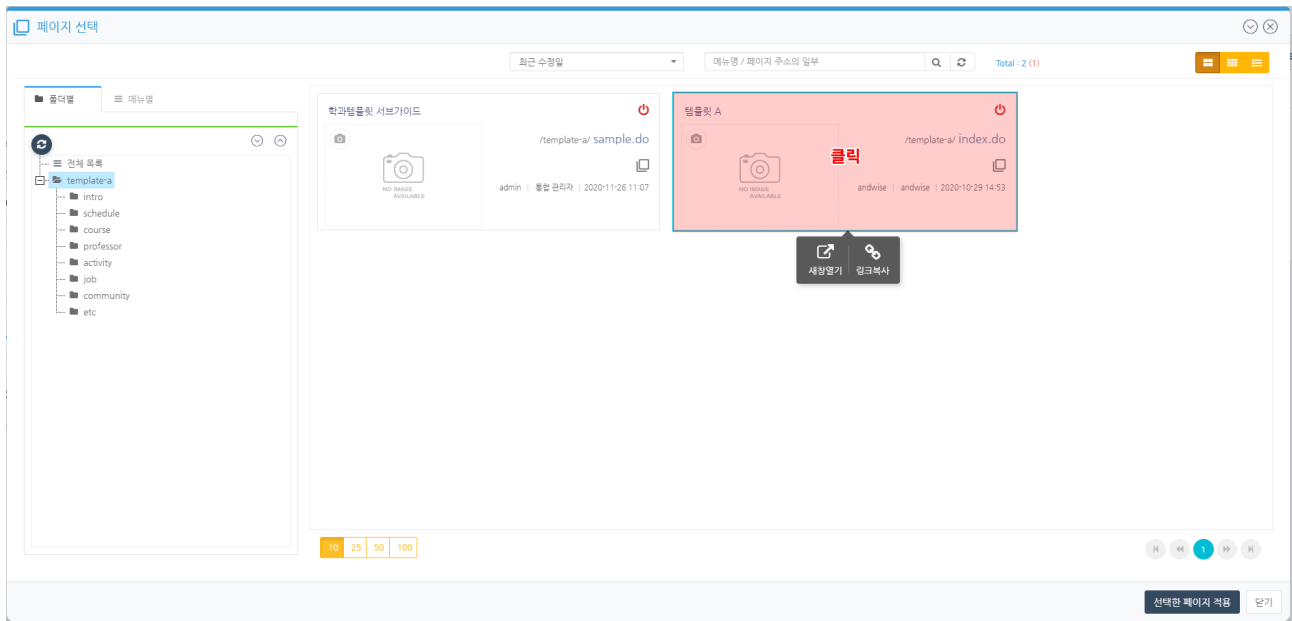 페이지 선택
최근 수정일
메뉴명 / 페이지 주소의 일부
Total : 2 (1)
폴더별
메뉴별
전체 목록
template-a
intro
schedule
course
professor
activity
job
community
etc
학과템플릿 서브가이드
/template-a/ sample.do
NO IMAGE
AVAILABLE
admin | 통합 관리자 | 2020-11-26 11:07
템플릿 A
/template-a/ index.do
클릭
NO IMAGE
AVAILABLE
andwise | andwise | 2020-10-29 14:53
새창열기
링크복사
10 25 50 100
1
선택한 페이지 적용
닫기